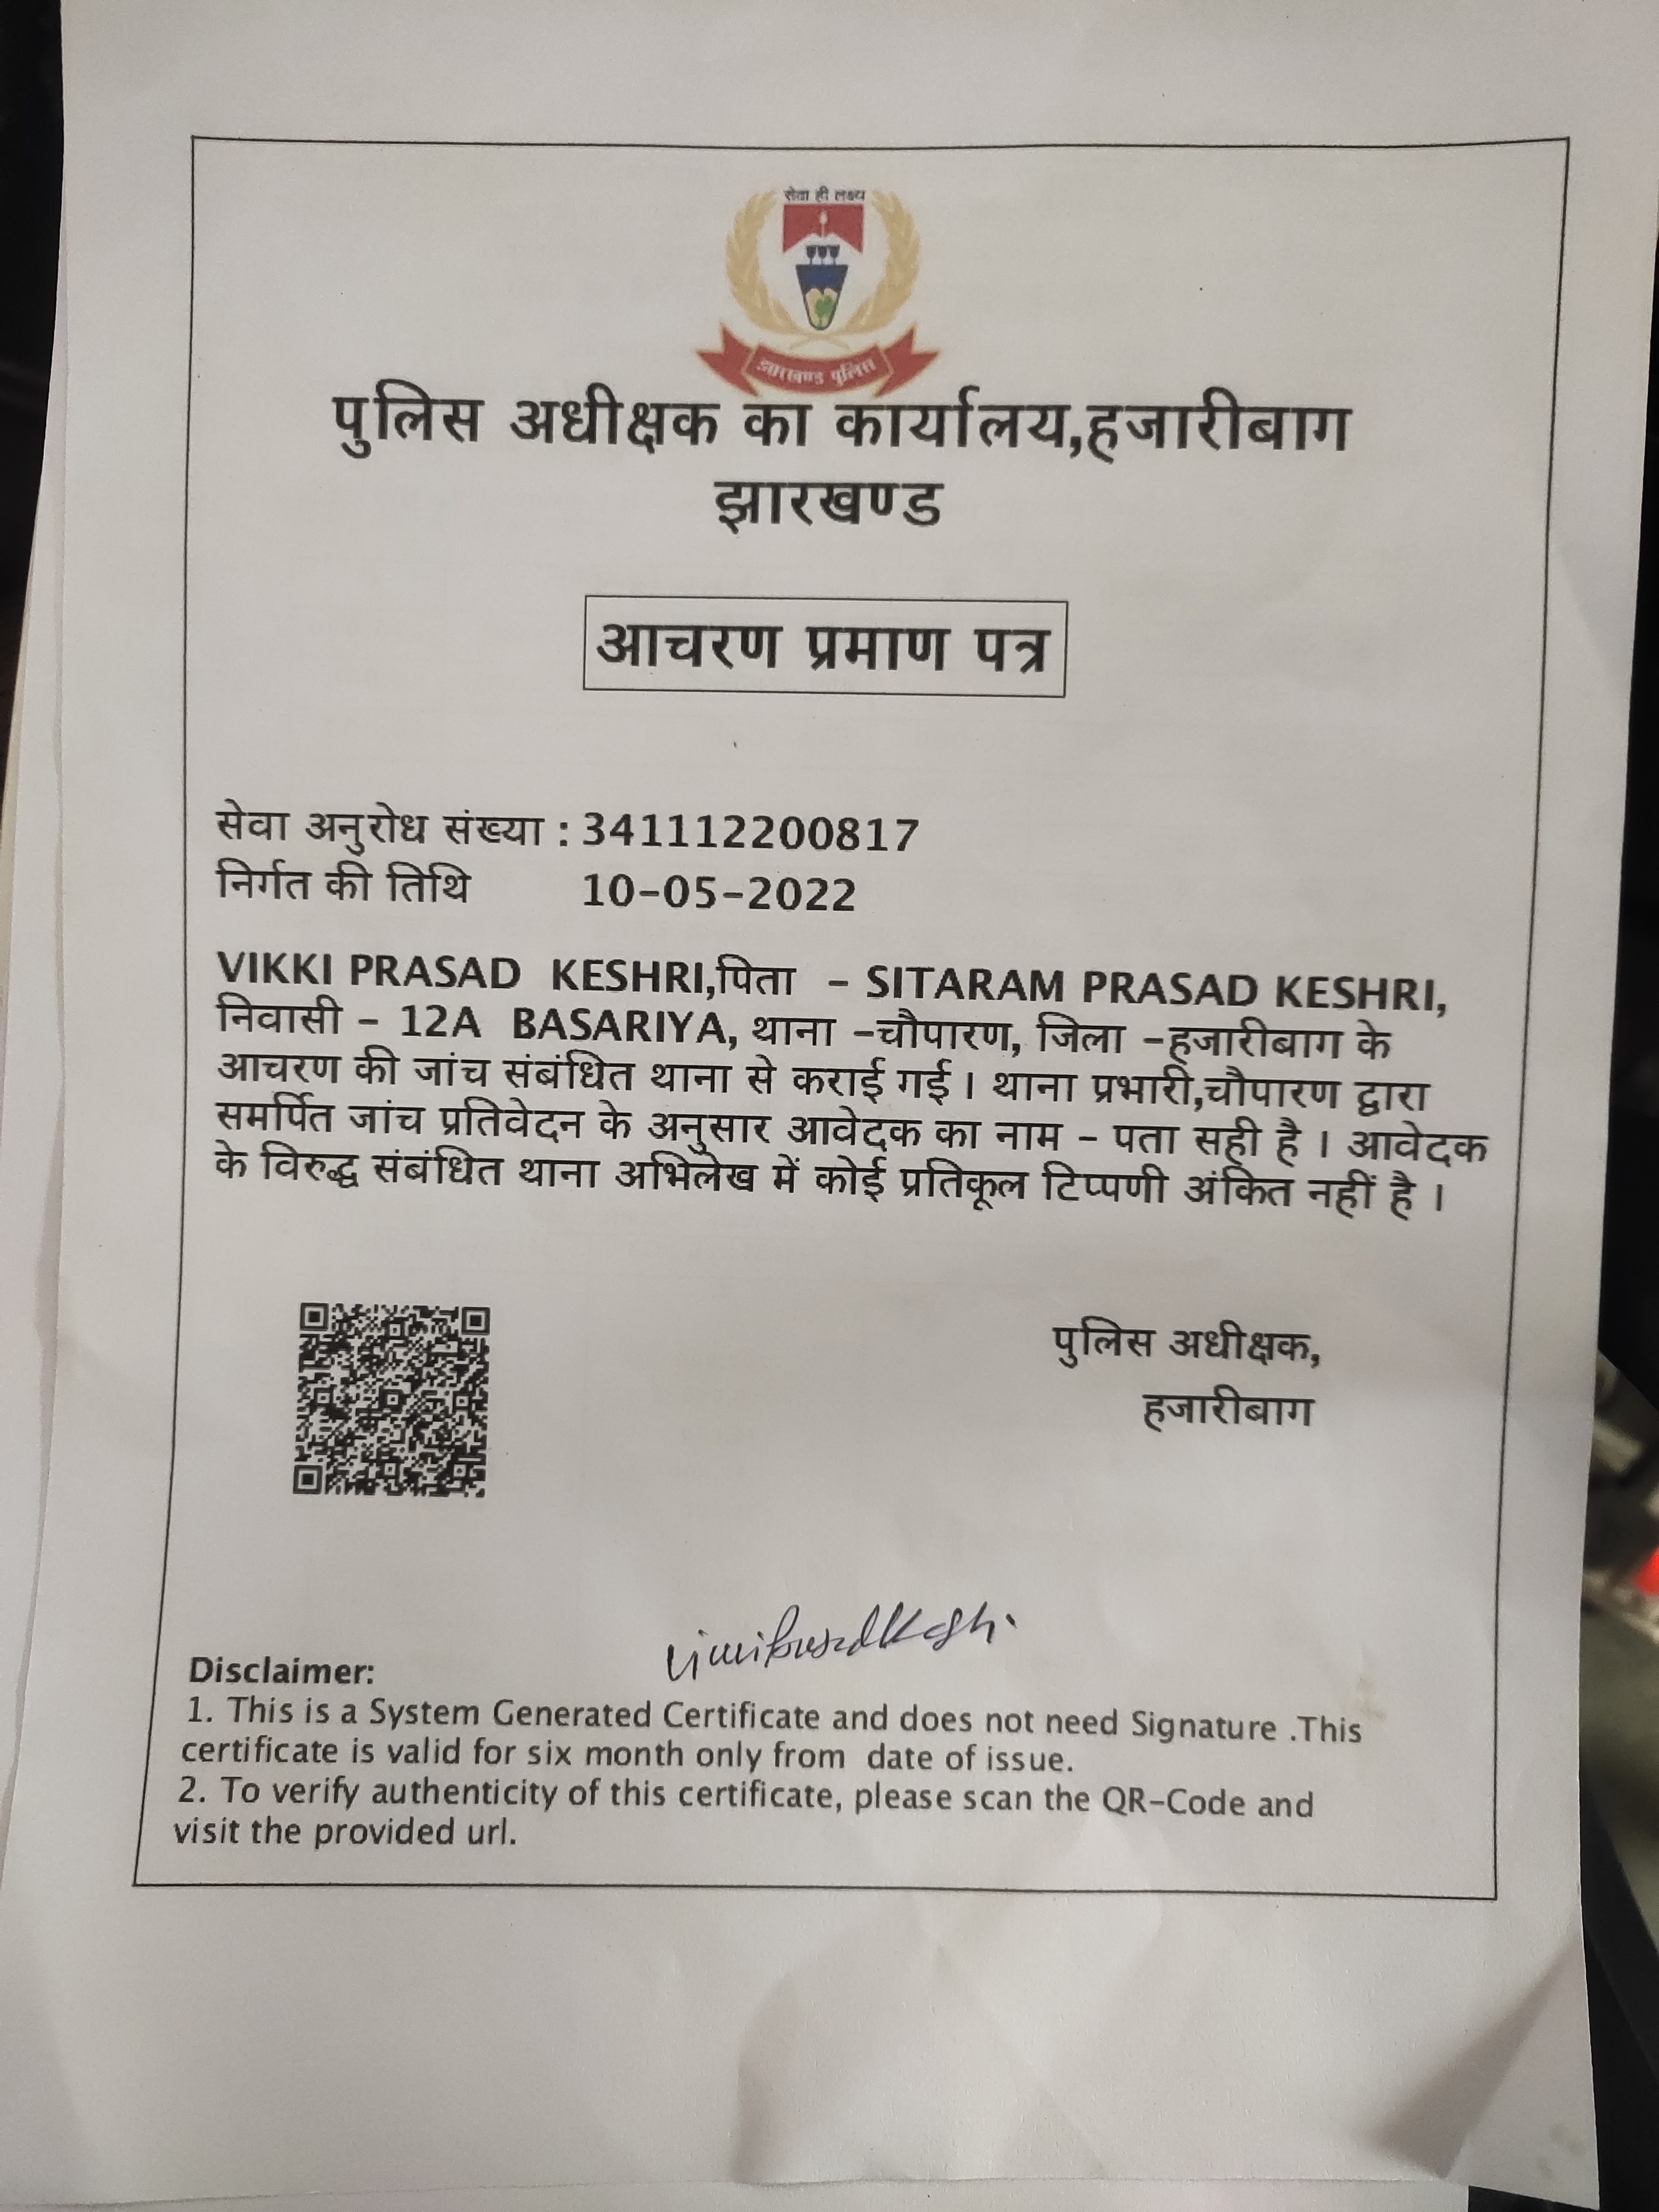 सेवा ही लक्ष्य
झारखण्ड पुलिस
पुलिस अधीक्षक का कार्यालय,हजारीबाग
झारखण्ड
आचरण प्रमाण पत्र
सेवा अनुरोध संख्या : 341112200817
निर्गत की तिथि 10-05-2022
VIKKI PRASAD KESHRI,पिता - SITARAM PRASAD KESHRI,
निवासी - 12A BASARIYA, थाना -चौपारण, जिला -हजारीबाग के
आचरण की जांच संबंधित थाना से कराई गई । थाना प्रभारी,चौपारण द्वारा
समर्पित जांच प्रतिवेदन के अनुसार आवेदक का नाम - पता सही है । आवेदक
के विरुद्ध संबंधित थाना अभिलेख में कोई प्रतिकूल टिप्पणी अंकित नहीं है ।
पुलिस अधीक्षक,
हजारीबाग
Disclaimer:
1. This is a System Generated Certificate and does not need Signature .This
certificate is valid for six month only from date of issue.
2. To verify authenticity of this certificate, please scan the QR-Code and
visit the provided url.